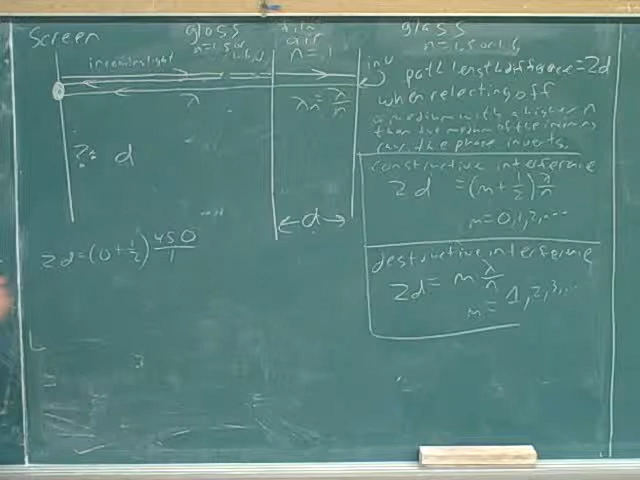 Screen
glass
n=1.5 or 1.6
thin
air
n=1
glass
n=1.5 or 1.6
incoming light
inv
λ
λn=λ/n
path length difference=2d
when reflecting off
a medium with a higher n
than the medium of the incoming
ray, the phase inverts.
constructive interference
2d =(m+1/2)λ/n
m=0,1,2,...
?: d
d
2d=(0+1/2)450/1
destructive interference
2d= m λ/n
m= 1,2,3,...